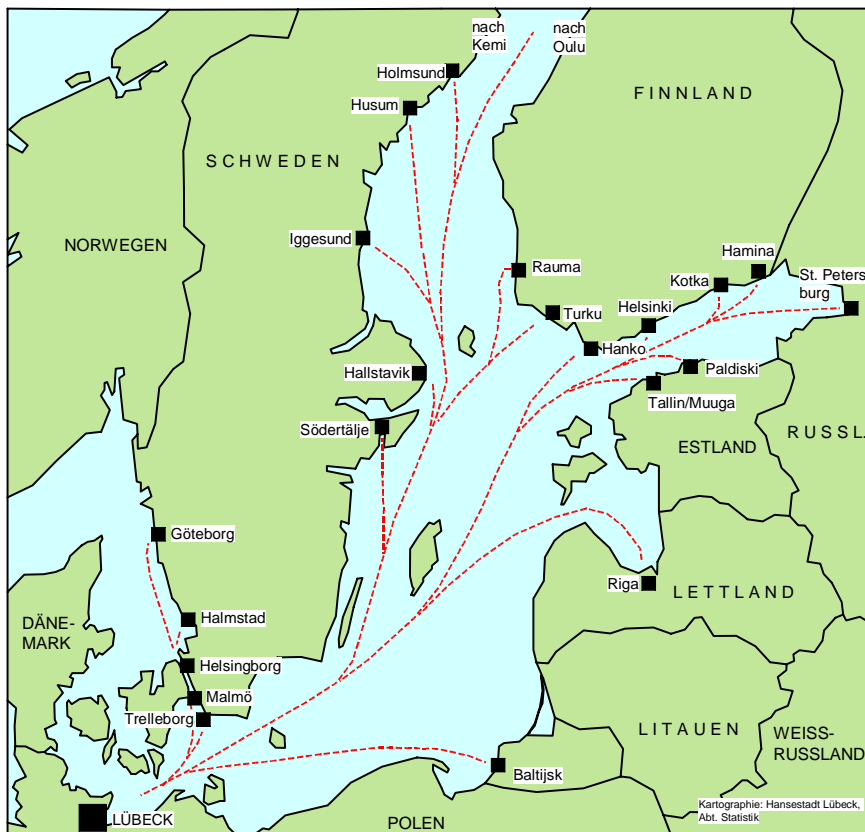 nach
Kemi
nach
Oulu
Holmsund
Husum
FINNLAND
SCHWEDEN
NORWEGEN
Iggesund
Rauma
Hamina
Kotka
St. Peters
burg
Turku
Helsinki
Hanko
Hallstavik
Paldiski
Tallin/Muuga
Södertälje
ESTLAND
RUSSL.
Göteborg
Riga
LETTLAND
DÄNE-
MARK
Halmstad
Helsingborg
Malmö
Trelleborg
LITAUEN
WEISS-
RUSSLAND
Baltijsk
LÜBECK
POLEN
Kartographie: Hansestadt Lübeck,
Abt. Statistik